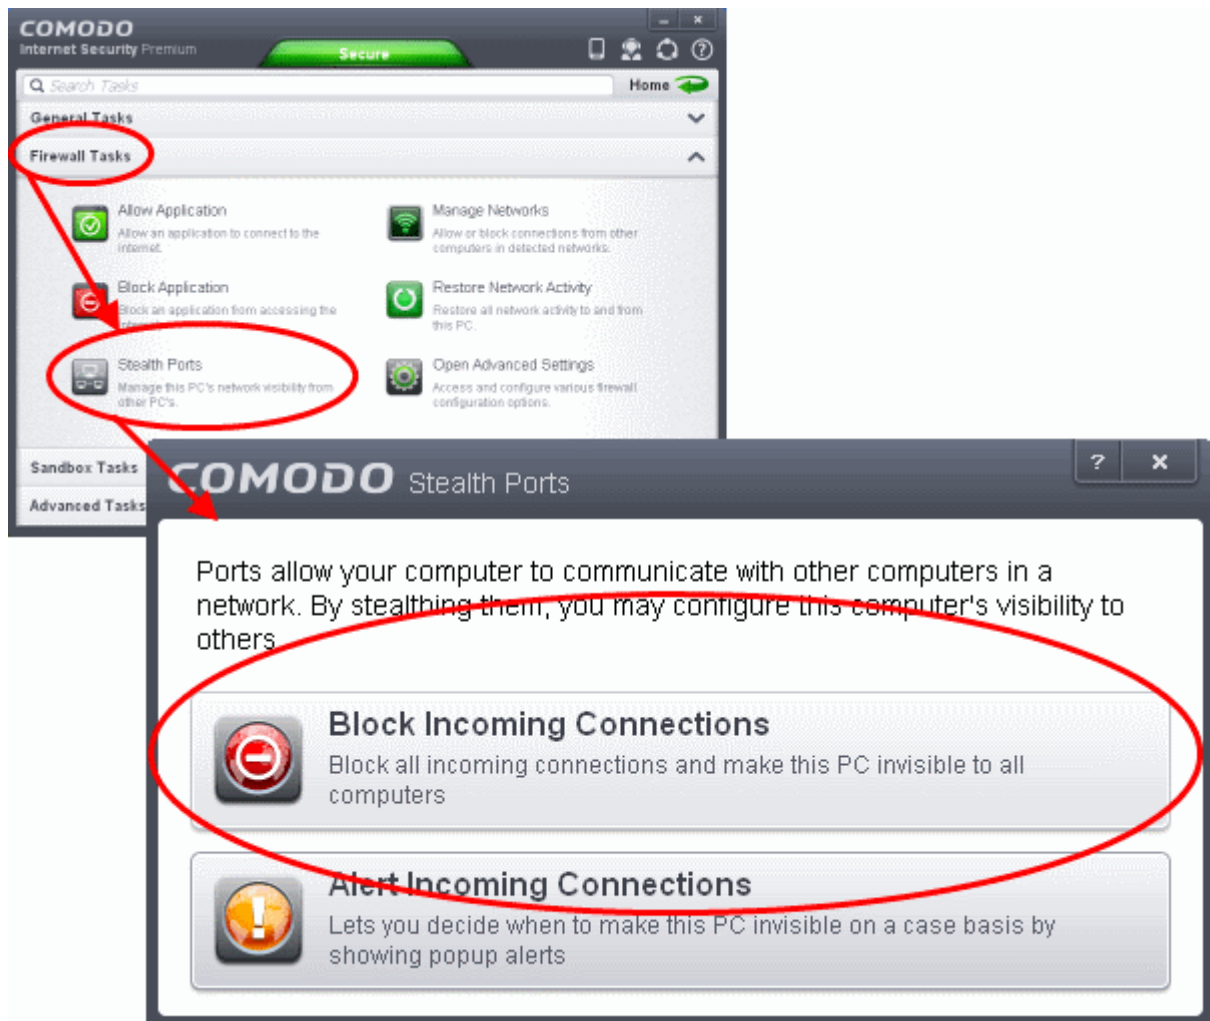 COMODO
Internet Security Premium
Secure
?
Search Tasks
Home
General Tasks
Firewall Tasks
Allow Application
Allow an application to connect to the
internet.
Manage Networks
Allow or block connections from other
computers in detected networks.
Block Application
Block an application from accessing the
Restore Network Activity
Restore all network activity to and from
this PC.
Stealth Ports
Manage this PC's network visibility from
other PC's.
Open Advanced Settings
Access and configure various firewall
configuration options.
Sandbox Tasks
Advanced Tasks
COMODO Stealth Ports
? x
Ports allow your computer to communicate with other computers in a
network. By stealthing them, you may configure this computer's visibility to
others.
Block Incoming Connections
Block all incoming connections and make this PC invisible to all
computers
Alert Incoming Connections
Lets you decide when to make this PC invisible on a case basis by
showing popup alerts